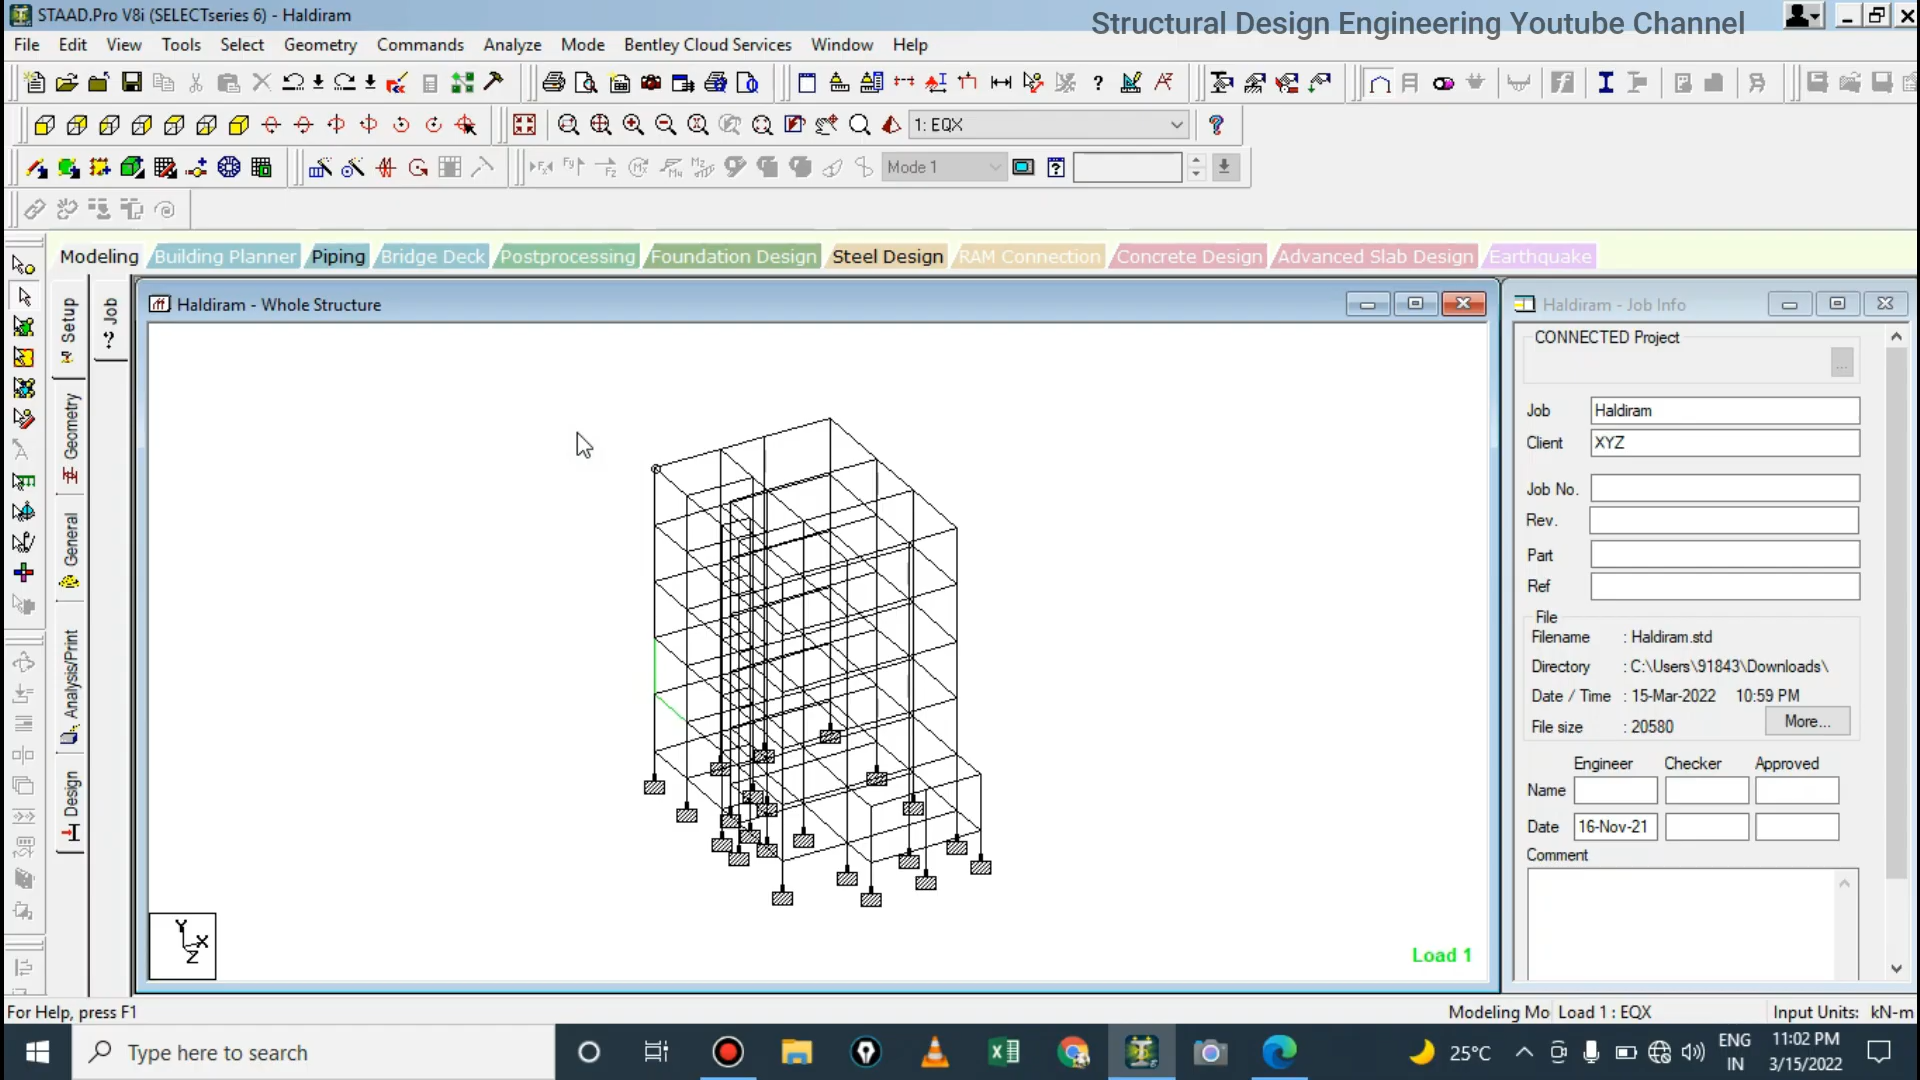 STAAD.Pro V8i (SELECTseries 6) - Haldiram
Structural Design Engineering Youtube Channel
File Edit View Tools Select Geometry Commands Analyze Mode Bentley Cloud Services Window Help
1: EQX
Mode 1
Modeling Building Planner Piping Bridge Deck Postprocessing Foundation Design Steel Design RAM Connection Concrete Design Advanced Slab Design Earthquake
Setup
Geometry
General
Analysis/Print
Design
Job
Haldiram - Whole Structure
Y
X
Z
Load 1
Haldiram - Job Info
CONNECTED Project
...
Job Haldiram
Client XYZ
Job No.
Rev.
Part
Ref
File
Filename : Haldiram.std
Directory : C:\Users\91843\Downloads\
Date / Time : 15-Mar-2022 10:59 PM
File size : 20580 More...
Engineer Checker Approved
Name
Date 16-Nov-21
Comment
For Help, press F1
Modeling Mo Load 1 : EQX Input Units: kN-m
Type here to search
25°C
ENG
IN
11:02 PM
3/15/2022